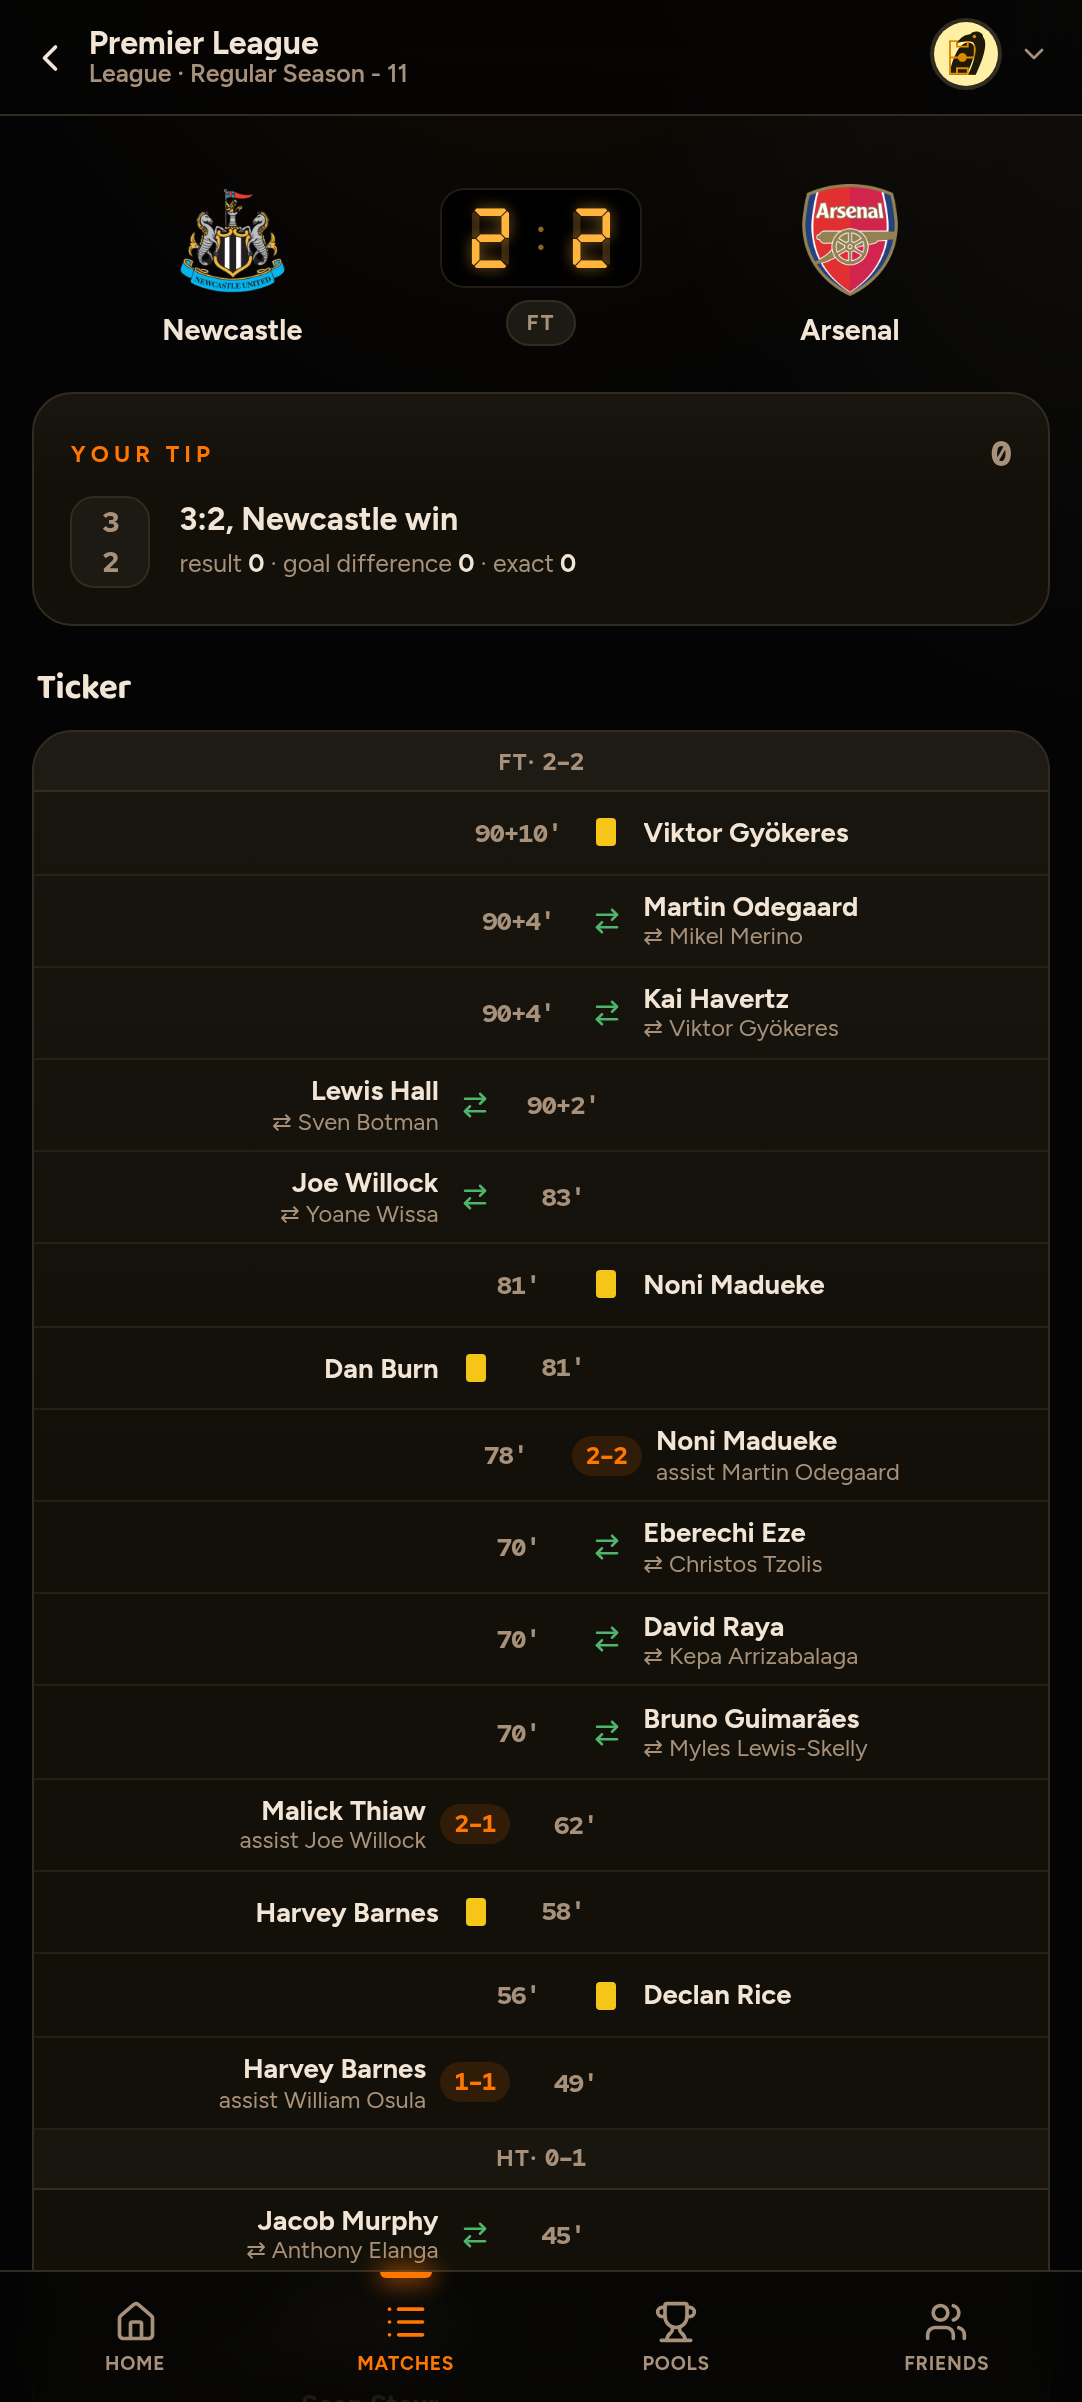 Premier League
League · Regular Season - 11
NEWCASTLE UNITED
Arsenal
2 : 2
Newcastle
FT
Arsenal
YOUR TIP
0
3
2
3:2, Newcastle win
result 0 · goal difference 0 · exact 0
Ticker
FT· 2–2
90+10' Viktor Gyökeres
90+4' Martin Odegaard
⇄ Mikel Merino
90+4' Kai Havertz
⇄ Viktor Gyökeres
Lewis Hall 90+2'
⇄ Sven Botman
Joe Willock 83'
⇄ Yoane Wissa
81' Noni Madueke
Dan Burn 81'
78' 2–2 Noni Madueke
assist Martin Odegaard
70' Eberechi Eze
⇄ Christos Tzolis
70' David Raya
⇄ Kepa Arrizabalaga
70' Bruno Guimarães
⇄ Myles Lewis-Skelly
Malick Thiaw 2–1 62'
assist Joe Willock
Harvey Barnes 58'
56' Declan Rice
Harvey Barnes 1–1 49'
assist William Osula
HT· 0–1
Jacob Murphy 45'
⇄ Anthony Elanga
HOME
MATCHES
POOLS
FRIENDS